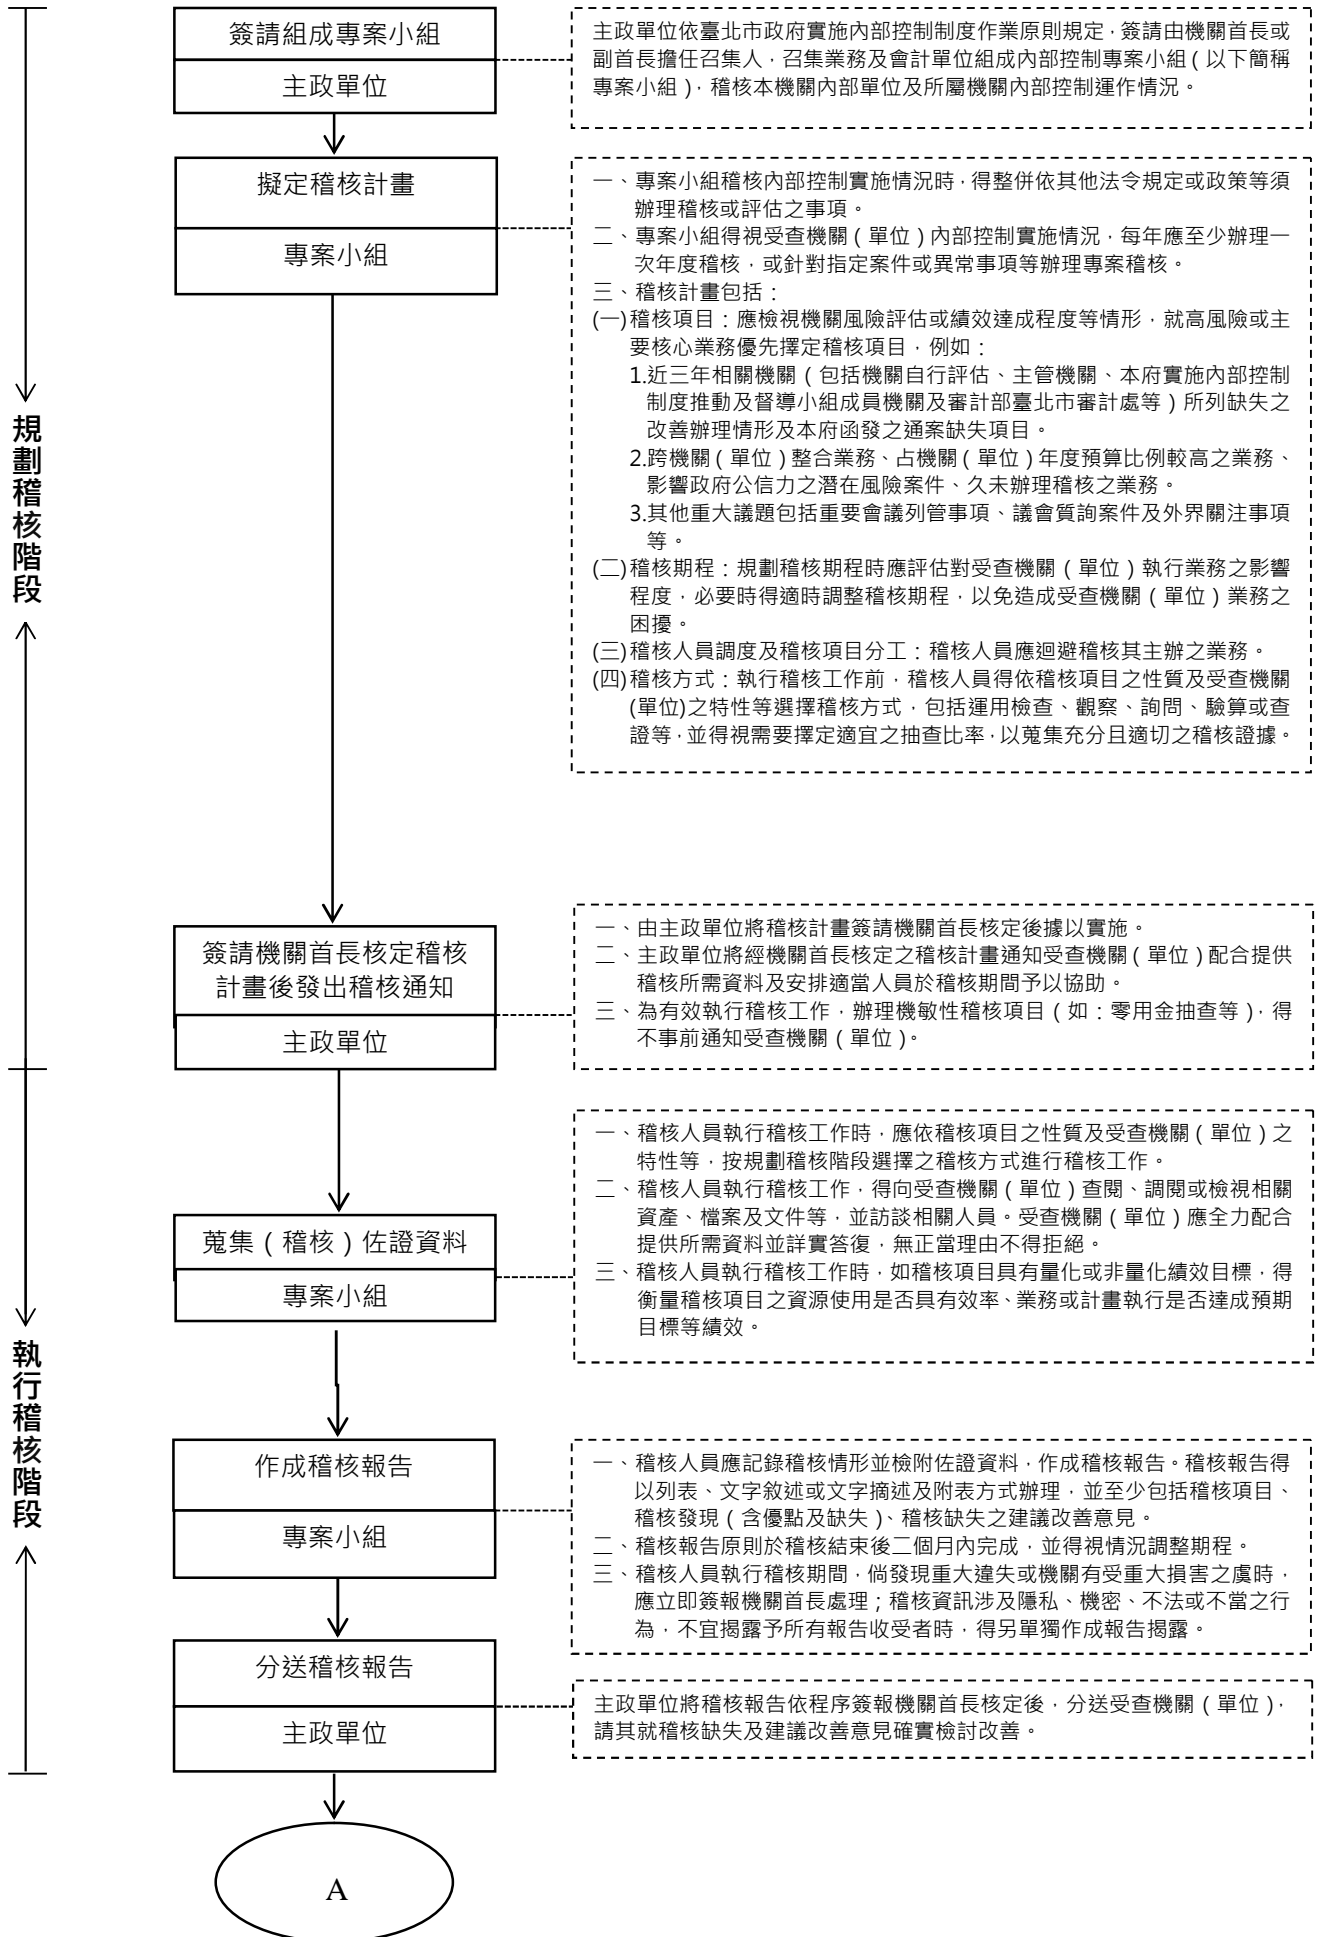 簽請組成專案小組
主政單位
主政單位依臺北市政府實施內部控制制度作業原則規定，簽請由機關首長或
副首長擔任召集人，召集業務及會計單位組成內部控制專案小組（以下簡稱
專案小組），稽核本機關內部單位及所屬機關內部控制運作情況。
擬定稽核計畫
專案小組
一、專案小組稽核內部控制實施情況時，得整併依其他法令規定或政策等須
辦理稽核或評估之事項。
二、專案小組得視受查機關（單位）內部控制實施情況，每年應至少辦理一
次年度稽核，或針對指定案件或異常事項等辦理專案稽核。
三、稽核計畫包括：
(一)稽核項目：應檢視機關風險評估或績效達成程度等情形，就高風險或主
要核心業務優先擇定稽核項目，例如：
1.近三年相關機關（包括機關自行評估、主管機關、本府實施內部控制
制度推動及督導小組成員機關及審計部臺北市審計處等）所列缺失之
改善辦理情形及本府函發之通案缺失項目。
2.跨機關（單位）整合業務、占機關（單位）年度預算比例較高之業務、
影響政府公信力之潛在風險案件、久未辦理稽核之業務。
3.其他重大議題包括重要會議列管事項、議會質詢案件及外界關注事項
等。
(二)稽核期程：規劃稽核期程時應評估對受查機關（單位）執行業務之影響
程度，必要時得適時調整稽核期程，以免造成受查機關（單位）業務之
困擾。
(三)稽核人員調度及稽核項目分工：稽核人員應迴避稽核其主辦之業務。
(四)稽核方式：執行稽核工作前，稽核人員得依稽核項目之性質及受查機關
(單位)之特性等選擇稽核方式，包括運用檢查、觀察、詢問、驗算或查
證等，並得視需要擇定適宜之抽查比率，以蒐集充分且適切之稽核證據。
規劃稽核階段
簽請機關首長核定稽核
計畫後發出稽核通知
主政單位
一、由主政單位將稽核計畫簽請機關首長核定後據以實施。
二、主政單位將經機關首長核定之稽核計畫通知受查機關（單位）配合提供
稽核所需資料及安排適當人員於稽核期間予以協助。
三、為有效執行稽核工作，辦理機敏性稽核項目（如：零用金抽查等），得
不事前通知受查機關（單位）。
蒐集（稽核）佐證資料
專案小組
一、稽核人員執行稽核工作時，應依稽核項目之性質及受查機關（單位）之
特性等，按規劃稽核階段選擇之稽核方式進行稽核工作。
二、稽核人員執行稽核工作，得向受查機關（單位）查閱、調閱或檢視相關
資產、檔案及文件等，並訪談相關人員。受查機關（單位）應全力配合
提供所需資料並詳實答復，無正當理由不得拒絕。
三、稽核人員執行稽核工作時，如稽核項目具有量化或非量化績效目標，得
衡量稽核項目之資源使用是否具有效率、業務或計畫執行是否達成預期
目標等績效。
執行稽核階段
作成稽核報告
專案小組
一、稽核人員應記錄稽核情形並檢附佐證資料，作成稽核報告。稽核報告得
以列表、文字敘述或文字摘述及附表方式辦理，並至少包括稽核項目、
稽核發現（含優點及缺失）、稽核缺失之建議改善意見。
二、稽核報告原則於稽核結束後二個月內完成，並得視情況調整期程。
三、稽核人員執行稽核期間，倘發現重大違失或機關有受重大損害之虞時，
應立即簽報機關首長處理；稽核資訊涉及隱私、機密、不法或不當之行
為，不宜揭露予所有報告收受者時，得另單獨作成報告揭露。
分送稽核報告
主政單位
主政單位將稽核報告依程序簽報機關首長核定後，分送受查機關（單位），
請其就稽核缺失及建議改善意見確實檢討改善。
A